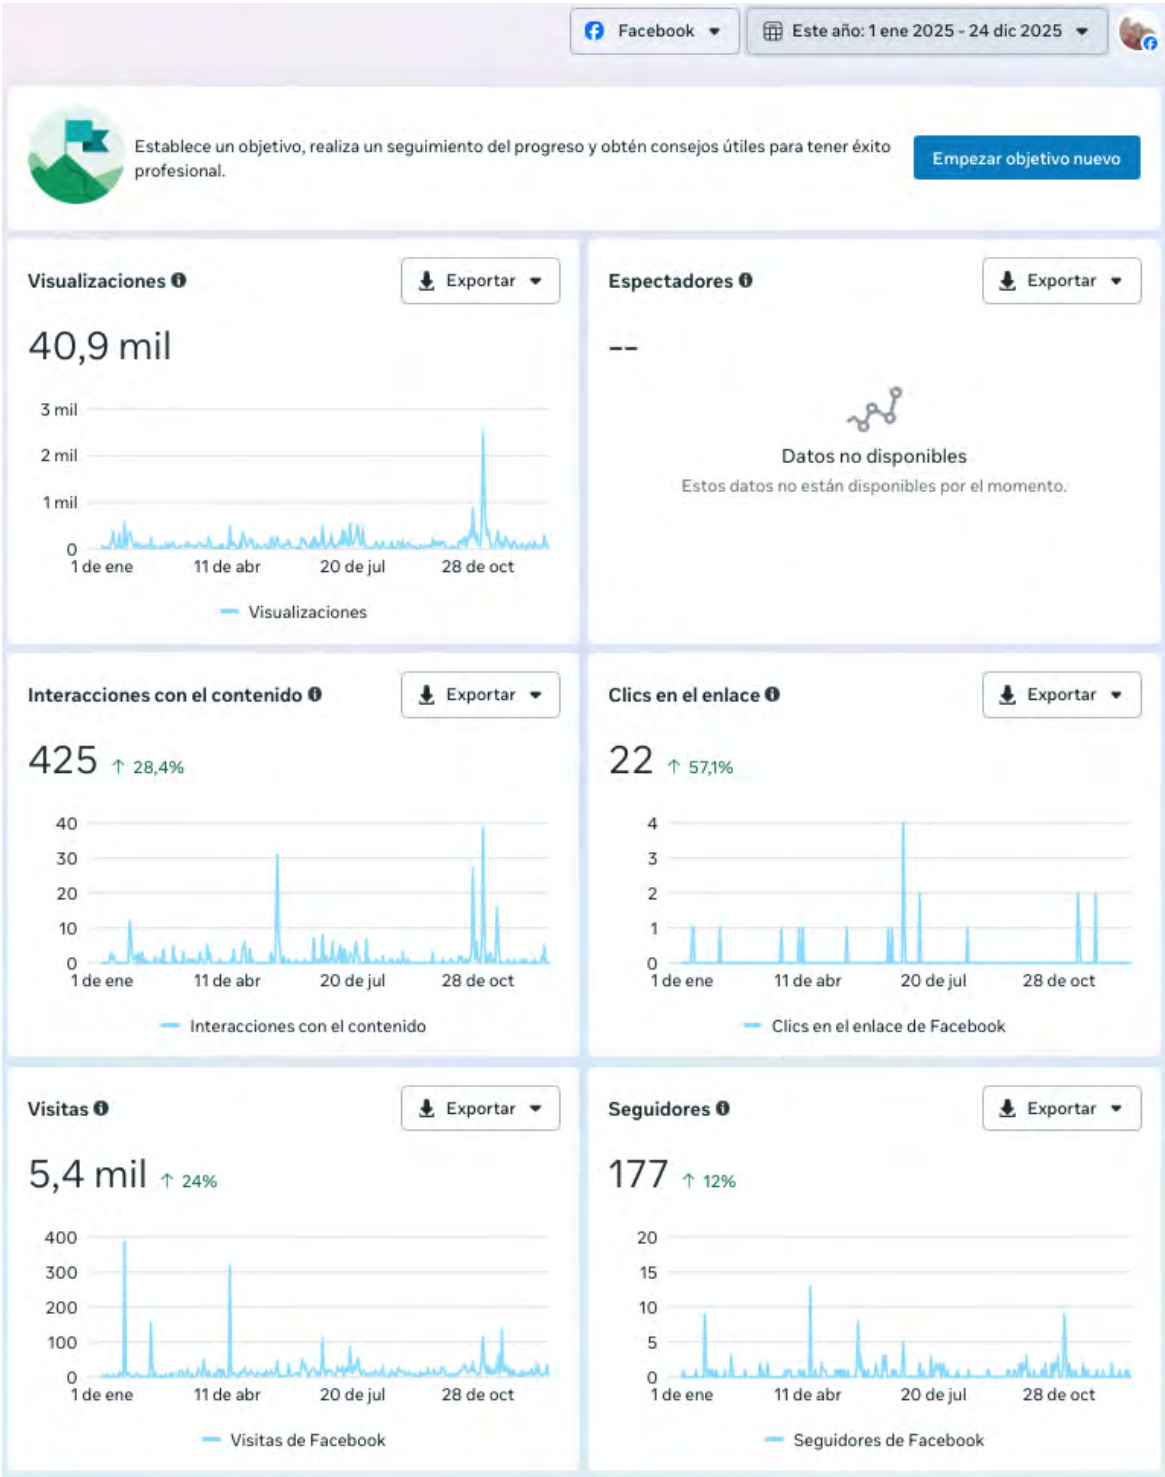 Facebook
Este año: 1 ene 2025 - 24 dic 2025
Establece un objetivo, realiza un seguimiento del progreso y obtén consejos útiles para tener éxito
profesional.
Empezar objetivo nuevo
Visualizaciones
Exportar
40,9 mil
3 mil
2 mil
1 mil
0
1 de ene
11 de abr
20 de jul
28 de oct
Visualizaciones
Espectadores
Exportar
--
Datos no disponibles
Estos datos no están disponibles por el momento.
Interacciones con el contenido
Exportar
425 ↑ 28,4%
40
30
20
10
0
1 de ene
11 de abr
20 de jul
28 de oct
Interacciones con el contenido
Clics en el enlace
Exportar
22 ↑ 57,1%
4
3
2
1
0
1 de ene
11 de abr
20 de jul
28 de oct
Clics en el enlace de Facebook
Visitas
Exportar
5,4 mil ↑ 24%
400
300
200
100
0
1 de ene
11 de abr
20 de jul
28 de oct
Visitas de Facebook
Seguidores
Exportar
177 ↑ 12%
20
15
10
5
0
1 de ene
11 de abr
20 de jul
28 de oct
Seguidores de Facebook